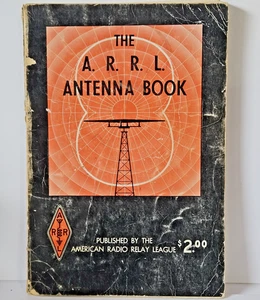 THE
A. R. R. L.
ANTENNA BOOK
A
R R
L
PUBLISHED BY THE
AMERICAN RADIO RELAY LEAGUE
$2.00